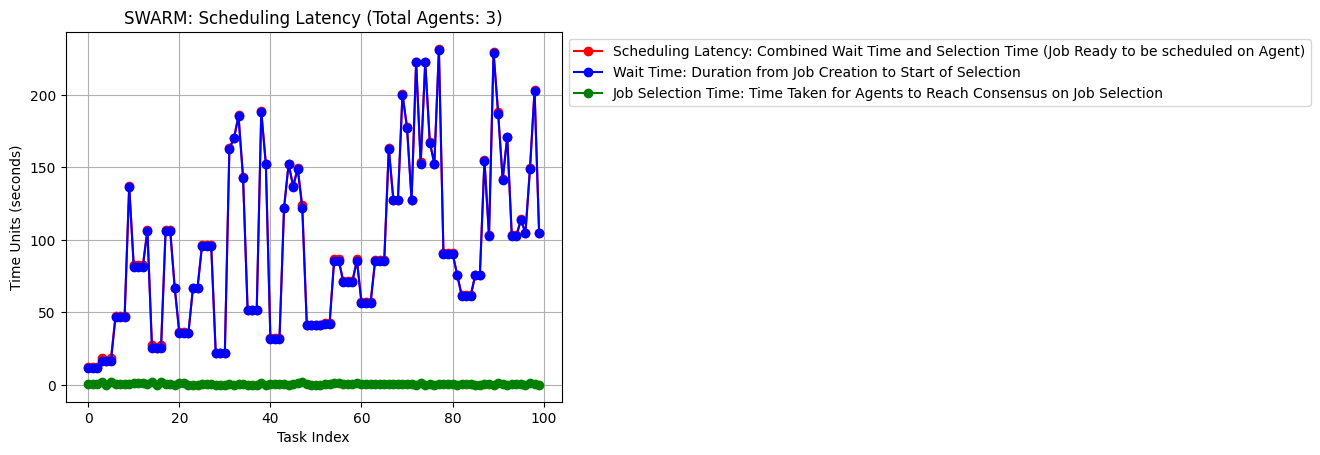 SWARM: Scheduling Latency (Total Agents: 3)
Scheduling Latency: Combined Wait Time and Selection Time (Job Ready to be scheduled on Agent)
Wait Time: Duration from Job Creation to Start of Selection
Job Selection Time: Time Taken for Agents to Reach Consensus on Job Selection
Time Units (seconds)
200
150
100
50
0
0 20 40 60 80 100
Task Index